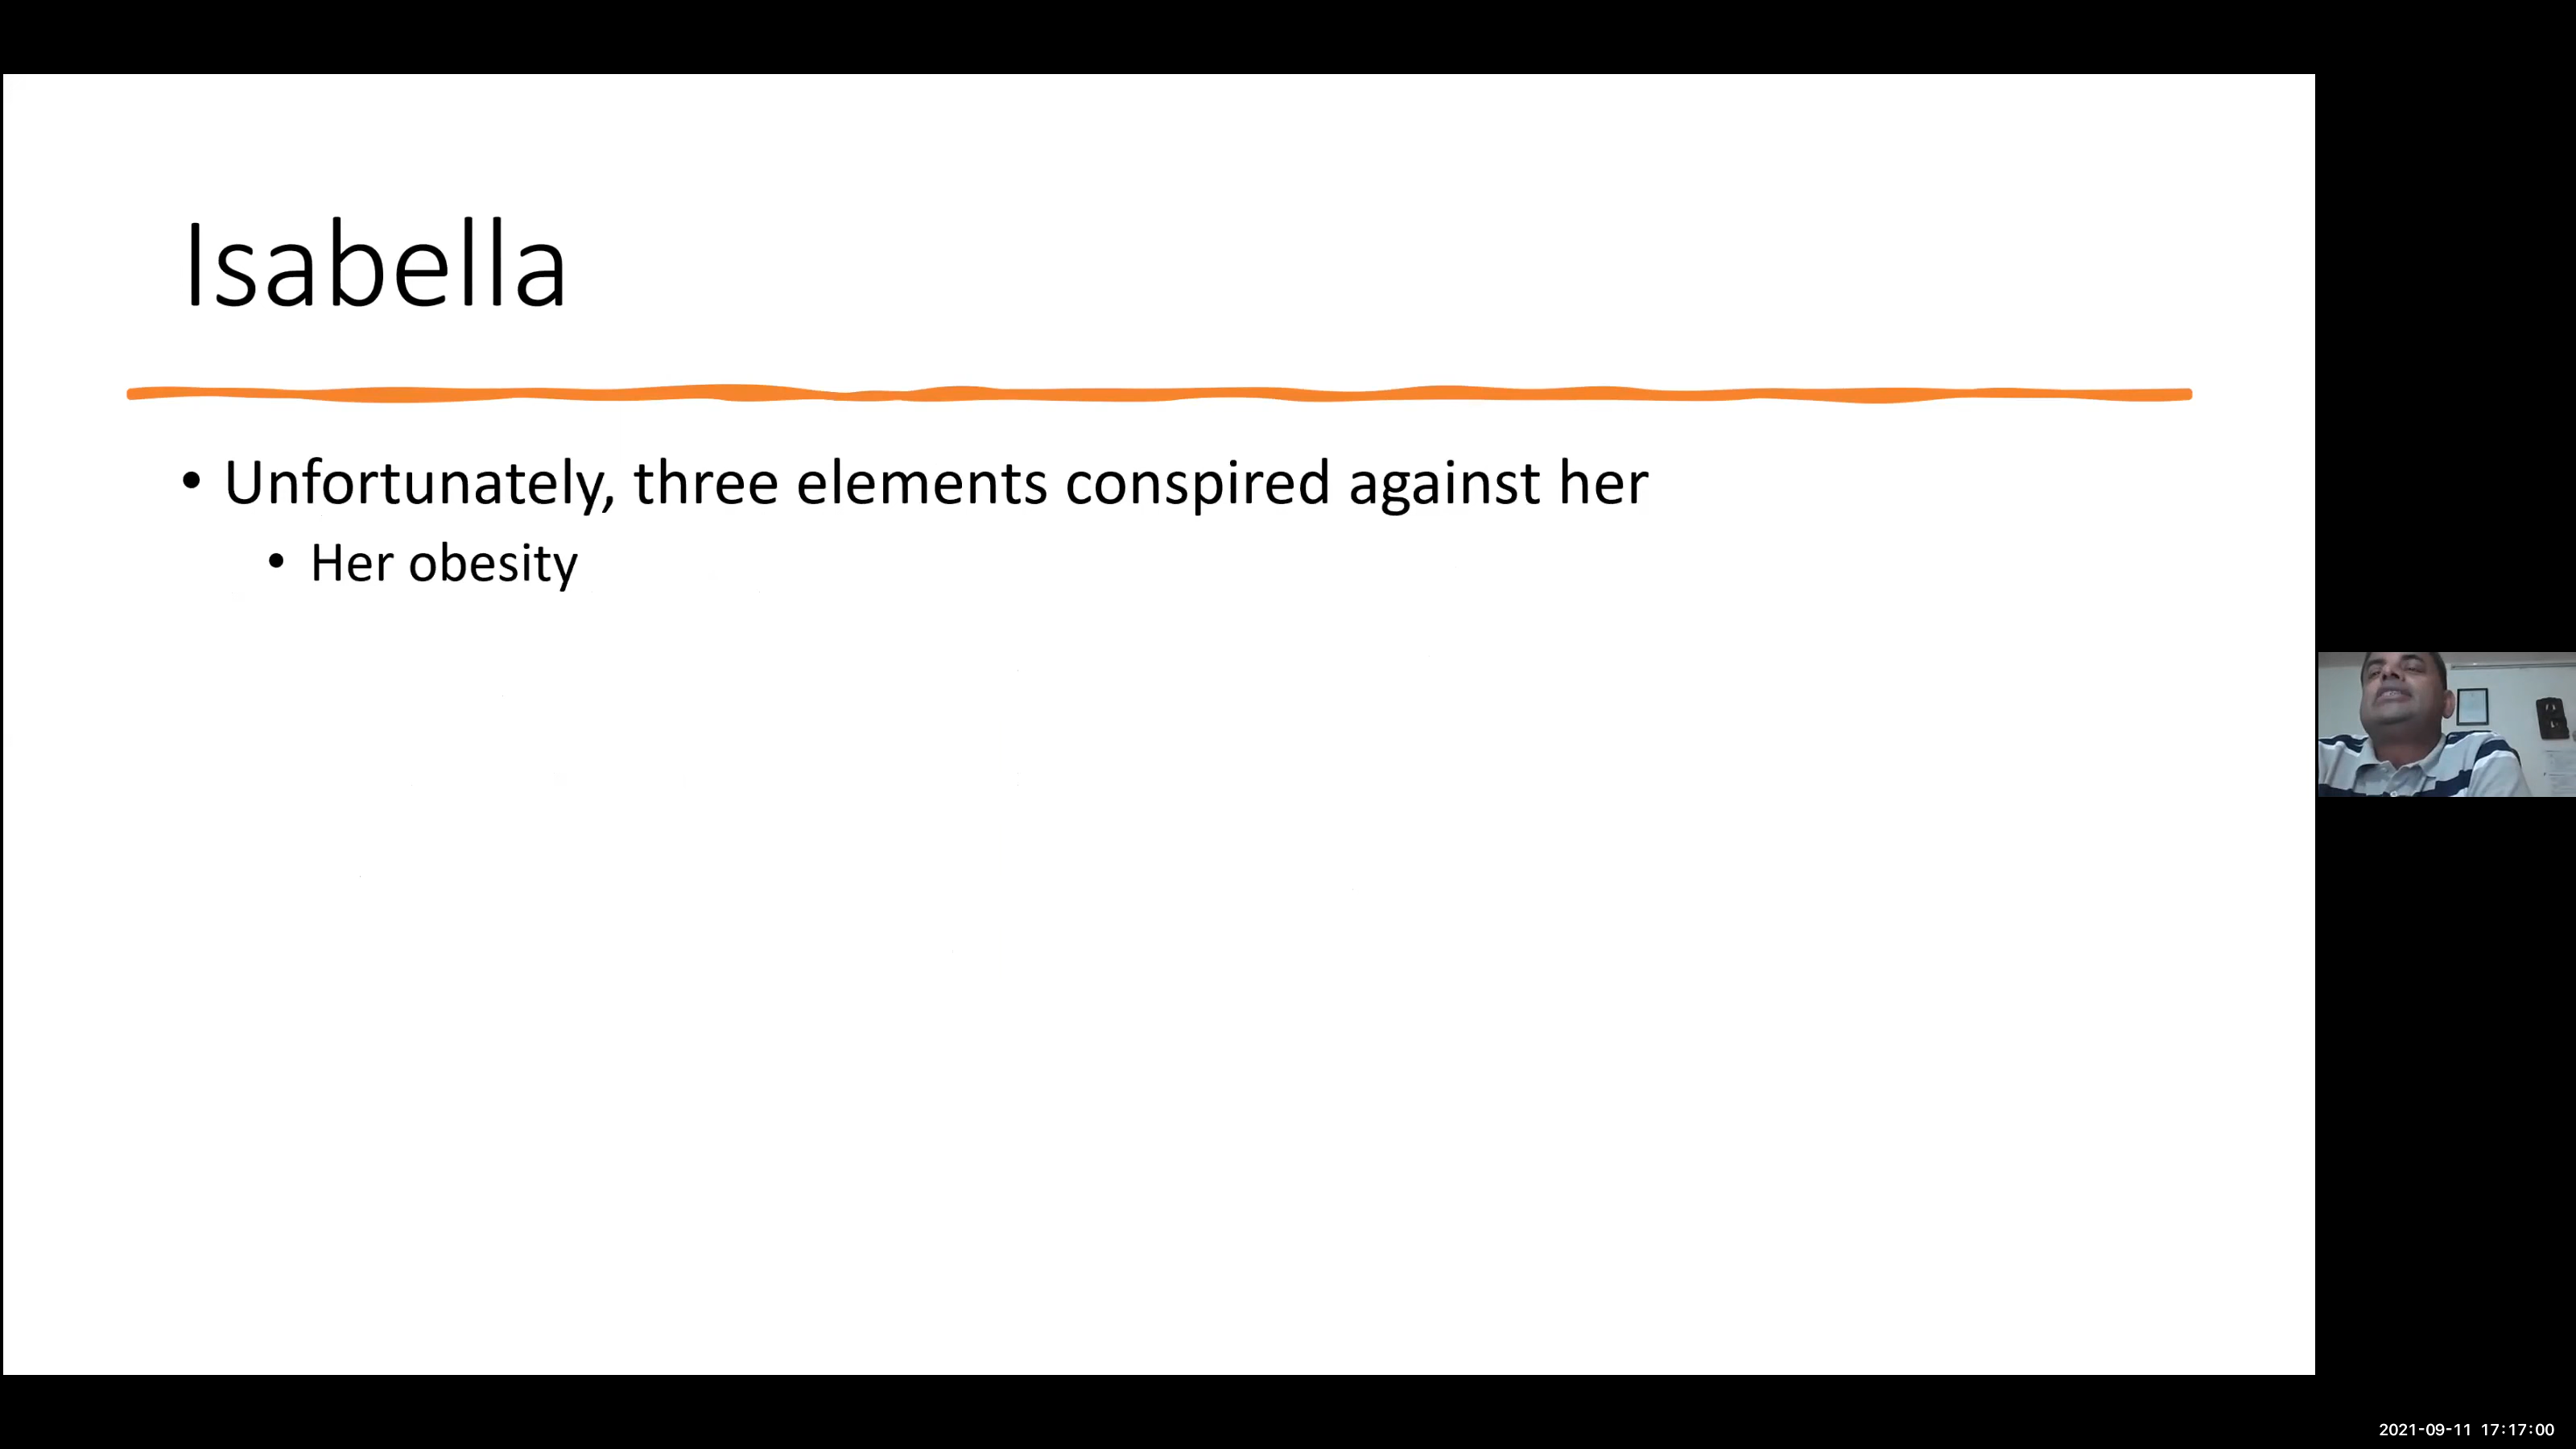 Isabella
• Unfortunately, three elements conspired against her
• Her obesity
2021-09-11 17:17:00